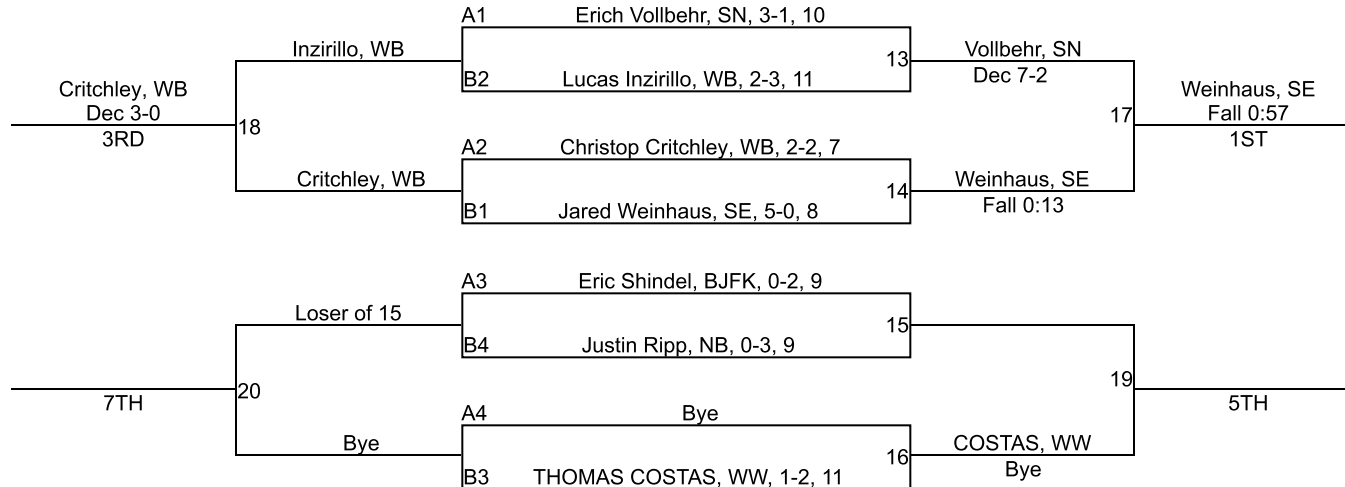 A1
Erich Vollbehr, SN, 3-1, 10
Inzirillo, WB
13
Vollbehr, SN
Dec 7-2
B2
Lucas Inzirillo, WB, 2-3, 11
Critchley, WB
Dec 3-0
3RD
18
17
Weinhaus, SE
Fall 0:57
1ST
A2
Christop Critchley, WB, 2-2, 7
Critchley, WB
14
Weinhaus, SE
Fall 0:13
B1
Jared Weinhaus, SE, 5-0, 8
A3
Eric Shindel, BJFK, 0-2, 9
Loser of 15
15
B4
Justin Ripp, NB, 0-3, 9
7TH
20
19
5TH
A4
Bye
Bye
16
COSTAS, WW
Bye
B3
THOMAS COSTAS, WW, 1-2, 11